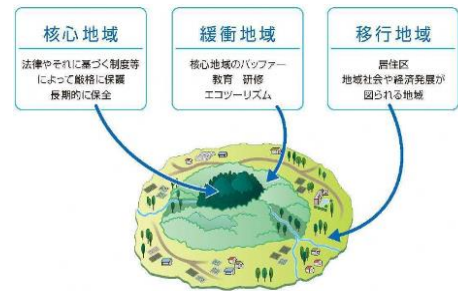 核心地域
法律やそれに基づく制度等
によって厳格に保護
長期的に保全
緩衝地域
核心地域のバッファー
教育 研修
エコツーリズム
移行地域
居住区
地域社会や経済発展が
図られる地域